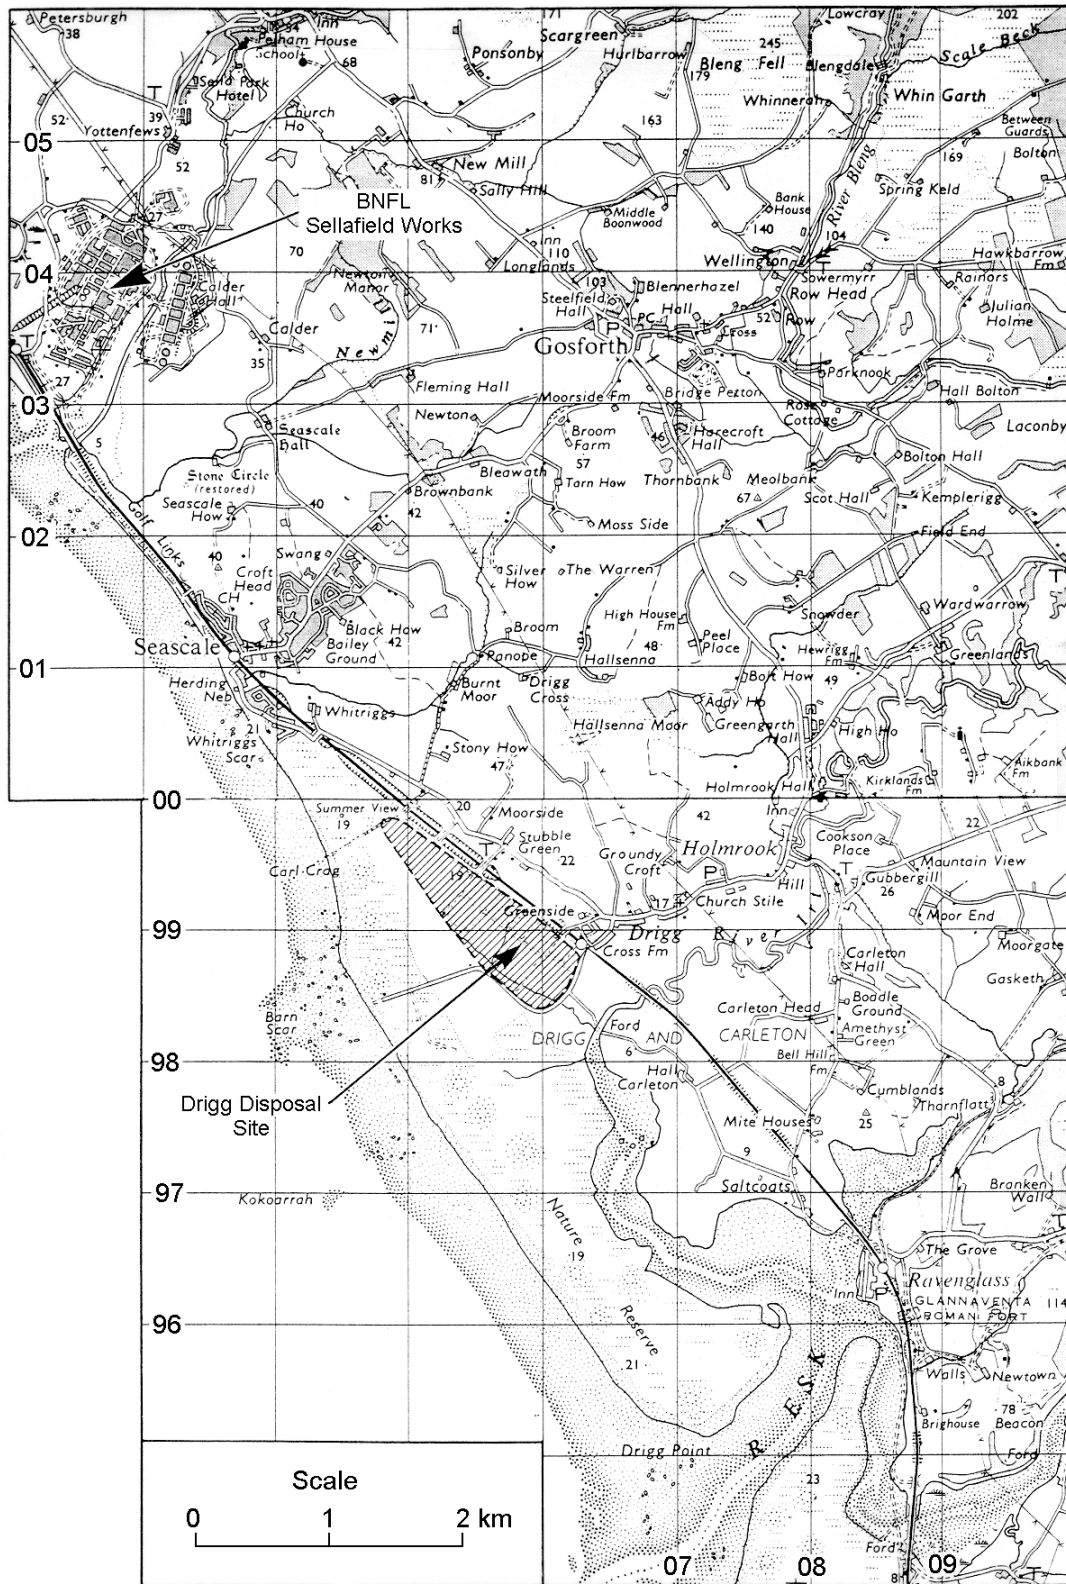 Petersburgh
38
34
Inn
Pelham House
School
68
Sand Park
Hotel
T
39
52
Yottenfews
Church
Ho
52
05
171
Scargreen
Ponsonby
Hurlbarrow
245
Bleng Fell
179
Lowcray
202
Blengdale
Scale Beck
Whin Garth
Whinnerah
163
Between
Guards
Bolton
169
New Mill
81
Sally Hill
Spring Keld
River Bleng
BNFL
Sellafield Works
27
Middle
Boonwood
Bank
House
140
104
70
Inn
110
Longlands
Wellington
Sowermyrr
Hawkbarrow
Fm
04
Newton
Manor
103
Blennerhazel
Row Head
Rainors
Calder
Hall
Steelfield
Hall
Hall
PC
Cross
52
Row
Julian
Holme
T
Calder
71
P
Gosforth
35
Newmill
27
Fleming Hall
Parknook
Moorside Fm
Bridge Petton
Hall Bolton
03
Newton
Rose
Cottage
Laconby
5
Seascale
Hall
Broom
Farm
46
Harecroft
Hall
57
Bleawath
Bolton Hall
Stone Circle
(restored)
Tarn How
Thornbank
Meolbank
67
Scot Hall
Kemplerigg
Seascale
How
40
Brownbank
42
Golf Links
Moss Side
Field End
02
Swang
40
Croft
Head
Silver
How
The Warren
T
CH
High House
Fm
Snowder
Wardwarrow
Black How
42
Broom
Peel
Place
48
Hewrigg
Fm
Greenlands
Seascale
Bailey
Ground
Panope
Hallsenna
01
Herding
Neb
Burnt
Moor
Drigg
Cross
Bolt How
49
21
Whitriggs
Addy Ho
Hallsenna Moor
Greengarth
Hall
High Ho
Whitriggs
Scar
Stony How
47
Aikbank
Fm
Kirklands
Fm
Holmrook Hall
00
Summer View
19
20
Moorside
Inn
22
42
Stubble
Green
Cookson
Place
T
22
Groundy
Croft
Holmrook
Mountain View
Carl Crag
19
P
Hill
T
Gubbergill
26
17
Church Stile
Greenside
Moor End
99
Drigg
River
Irt
Cross Fm
Moorgate
Carleton
Hall
Gasketh
Boadle
Ground
Barn
Scar
Ford
Carleton Head
DRIGG AND CARLETON
Amethyst
Green
6
98
Bell Hill
Fm
Hall
Carleton
8
Cumblands
Thornflatt
Drigg Disposal
Site
Mite Houses
25
9
97
Saltcoats
Branken
Wall
Kokoarrah
Nature
19
T
The Grove
Ravenglass
Inn
P
GLANNAVENTA
ROMAN FORT
114
96
Reserve
21
R ESK
Walls
Newtown
78
Brighouse
Beacon
Drigg Point
Ford
Scale
23
0 1 2 km
Ford
07
08
09
8
T
T